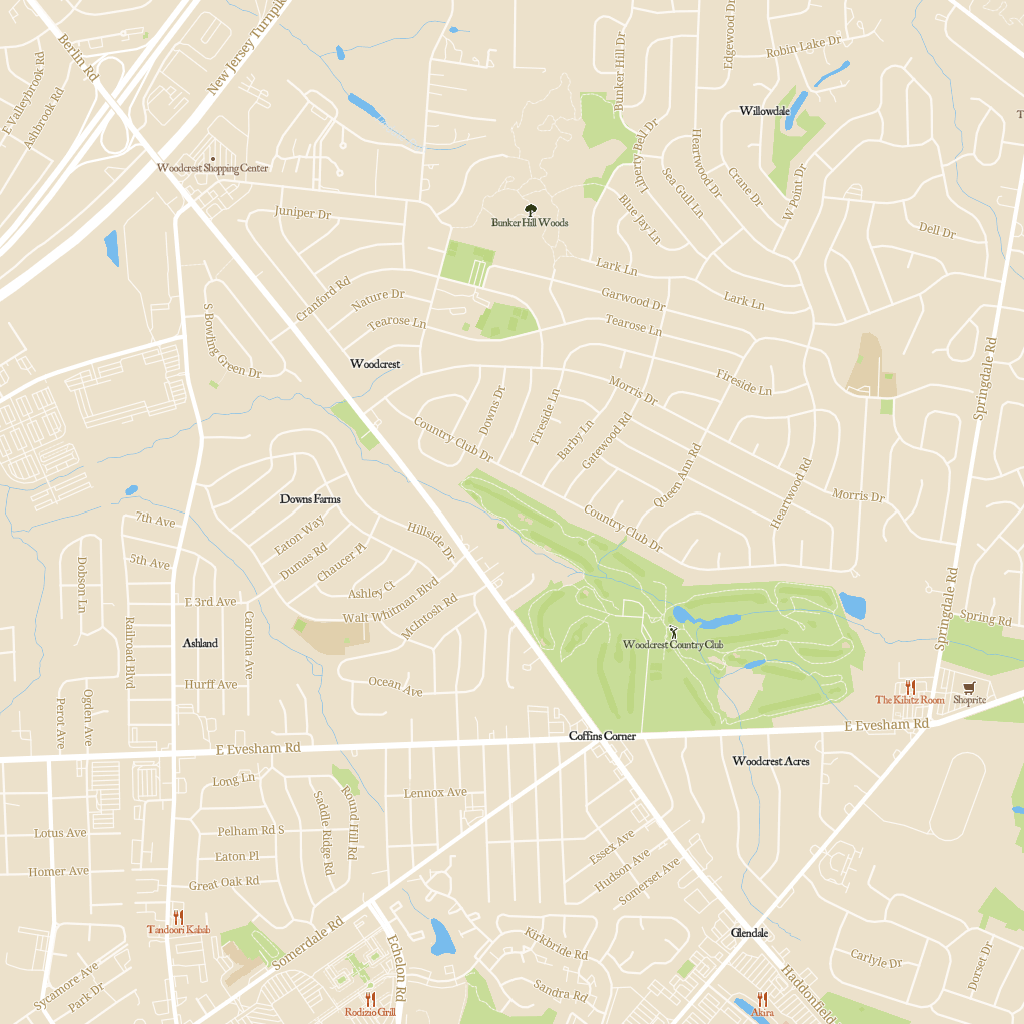 Berlin Rd
New Jersey Turnpik
E Valleybrook Rd
Ashbrook Rd
Bunker Hill Dr
Edgewood Dr
Robin Lake Dr
Willowdale
T
Woodcrest Shopping Center
Liberty Bell Dr
Heartwood Dr
Sea Gull Ln
Crane Dr
W Point Dr
Blue Jay Ln
Juniper Dr
Bunker Hill Woods
Dell Dr
Lark Ln
Lark Ln
Cranford Rd
Nature Dr
Garwood Dr
Tearose Ln
Tearose Ln
S Bowling Green Dr
Woodcrest
Springdale Rd
Fireside Ln
Morris Dr
Downs Dr
Fireside Ln
Barby Ln
Gatewood Rd
Country Club Dr
Queen Ann Rd
Heartwood Rd
Morris Dr
Downs Farms
7th Ave
Eaton Way
Hillside Dr
Country Club Dr
5th Ave
Dumas Rd
Chaucer Pl
Dobson Ln
Ashley Ct
Walt Whitman Blvd
McIntosh Rd
E 3rd Ave
Springdale Rd
Spring Rd
Railroad Blvd
Carolina Ave
Ashland
Woodcrest Country Club
Hurff Ave
Ocean Ave
Perot Ave
Ogden Ave
The Kibitz Room
Shoprite
E Evesham Rd
E Evesham Rd
Coffins Corner
Woodcrest Acres
Long Ln
Lennox Ave
Saddle Ridge Rd
Round Hill Rd
Lotus Ave
Pelham Rd S
Essex Ave
Eaton Pl
Homer Ave
Hudson Ave
Great Oak Rd
Somerset Ave
Tandoori Kabab
Somerdale Rd
Glendale
Kirkbride Rd
Echelon Rd
Carlyle Dr
Dorset Dr
Sycamore Ave
Park Dr
Sandra Rd
Haddonfield
Rodizio Grill
Akira